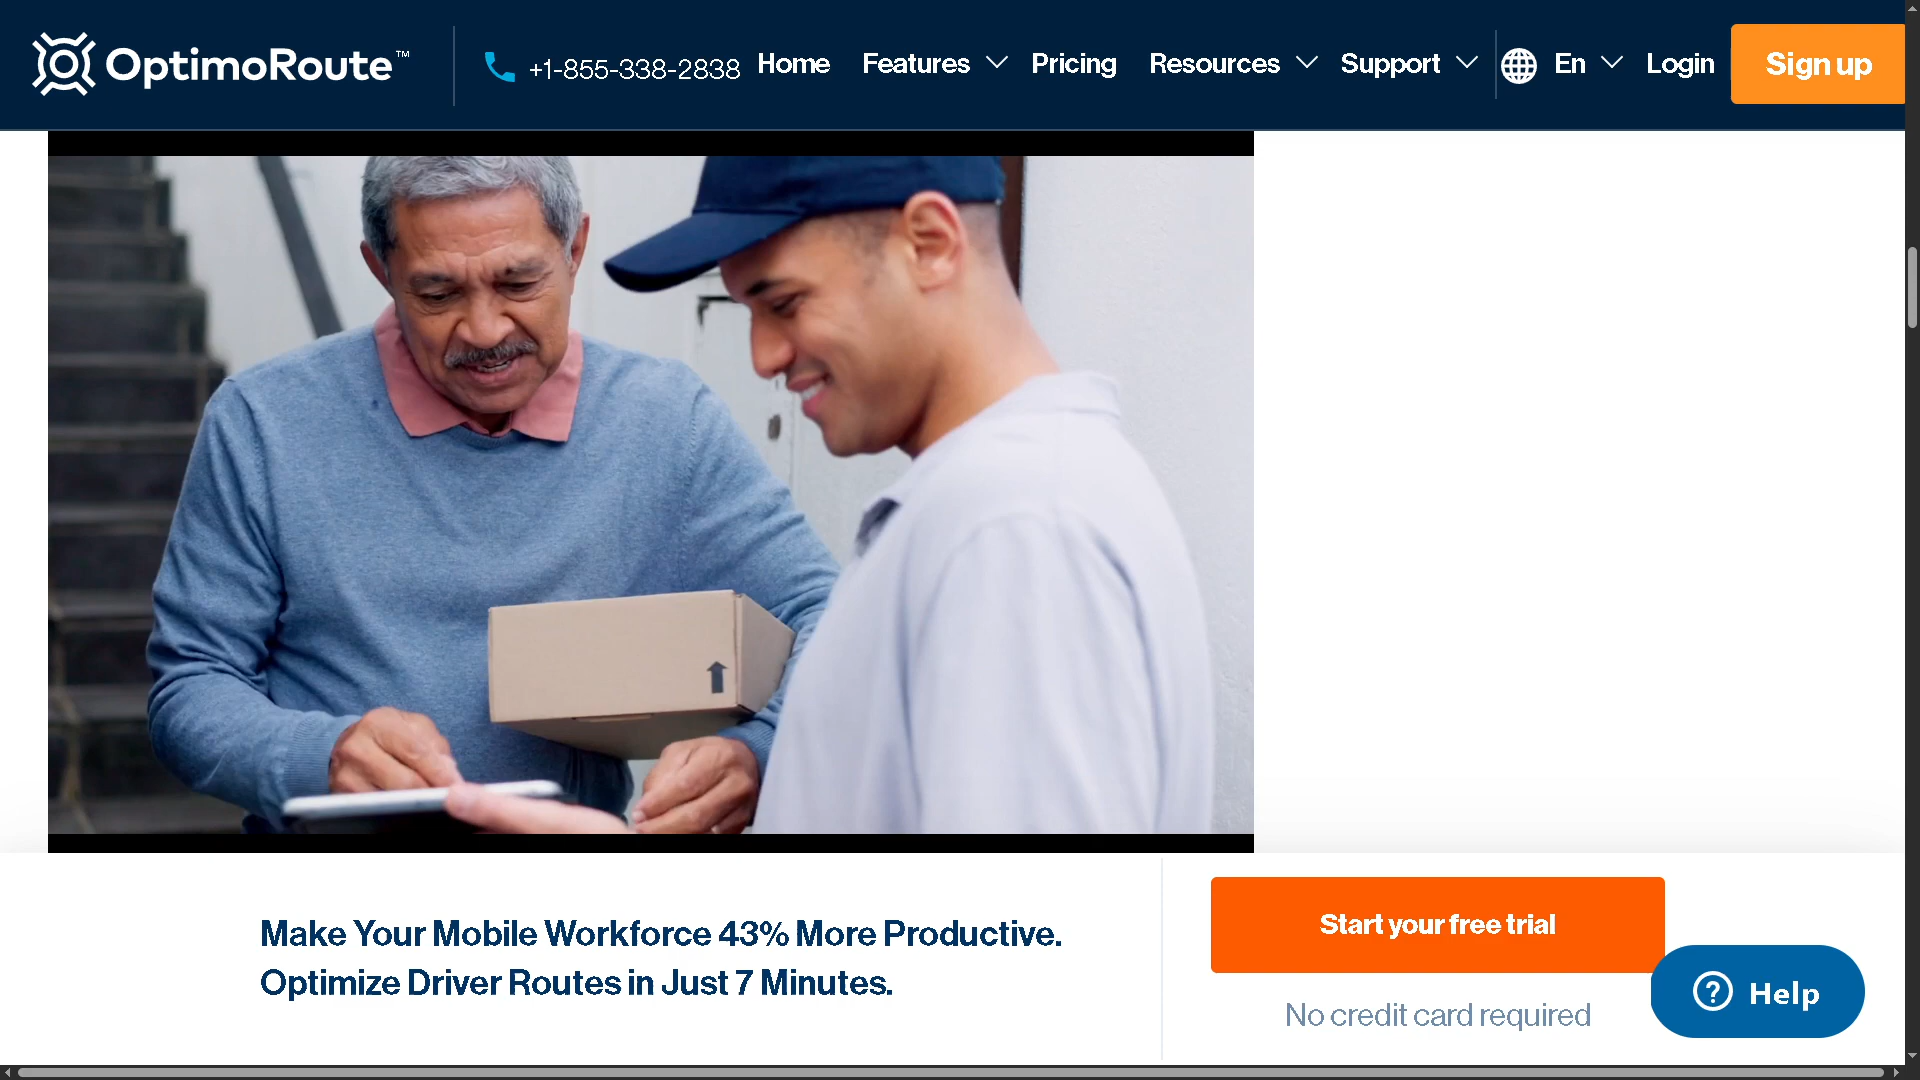 OptimoRoute™
+1-855-338-2838
Home
Features
Pricing
Resources
Support
En
Login
Sign up
Make Your Mobile Workforce 43% More Productive.
Optimize Driver Routes in Just 7 Minutes.
Start your free trial
No credit card required
Help